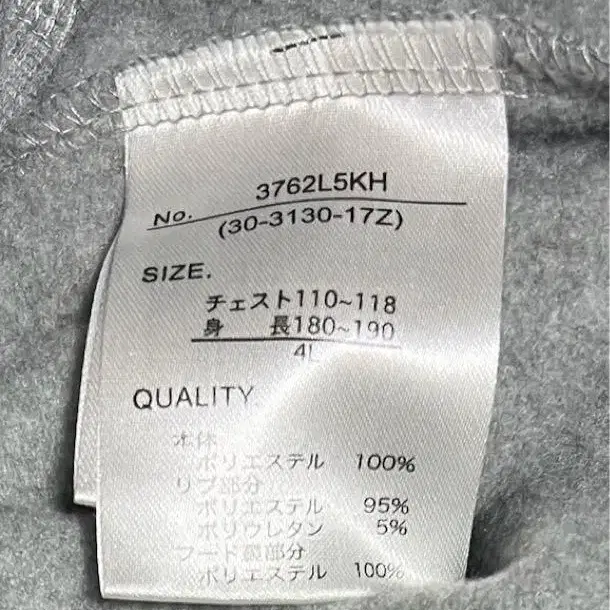 No. 3762L5KH
(30-3130-17Z)
SIZE.
チェスト110~118
身 長180~190
4L
QUALITY.
本体
ポリエステル 100%
リブ部分
ポリエステル 95%
ポリウレタン 5%
フード裏部分
ポリエステル 100%